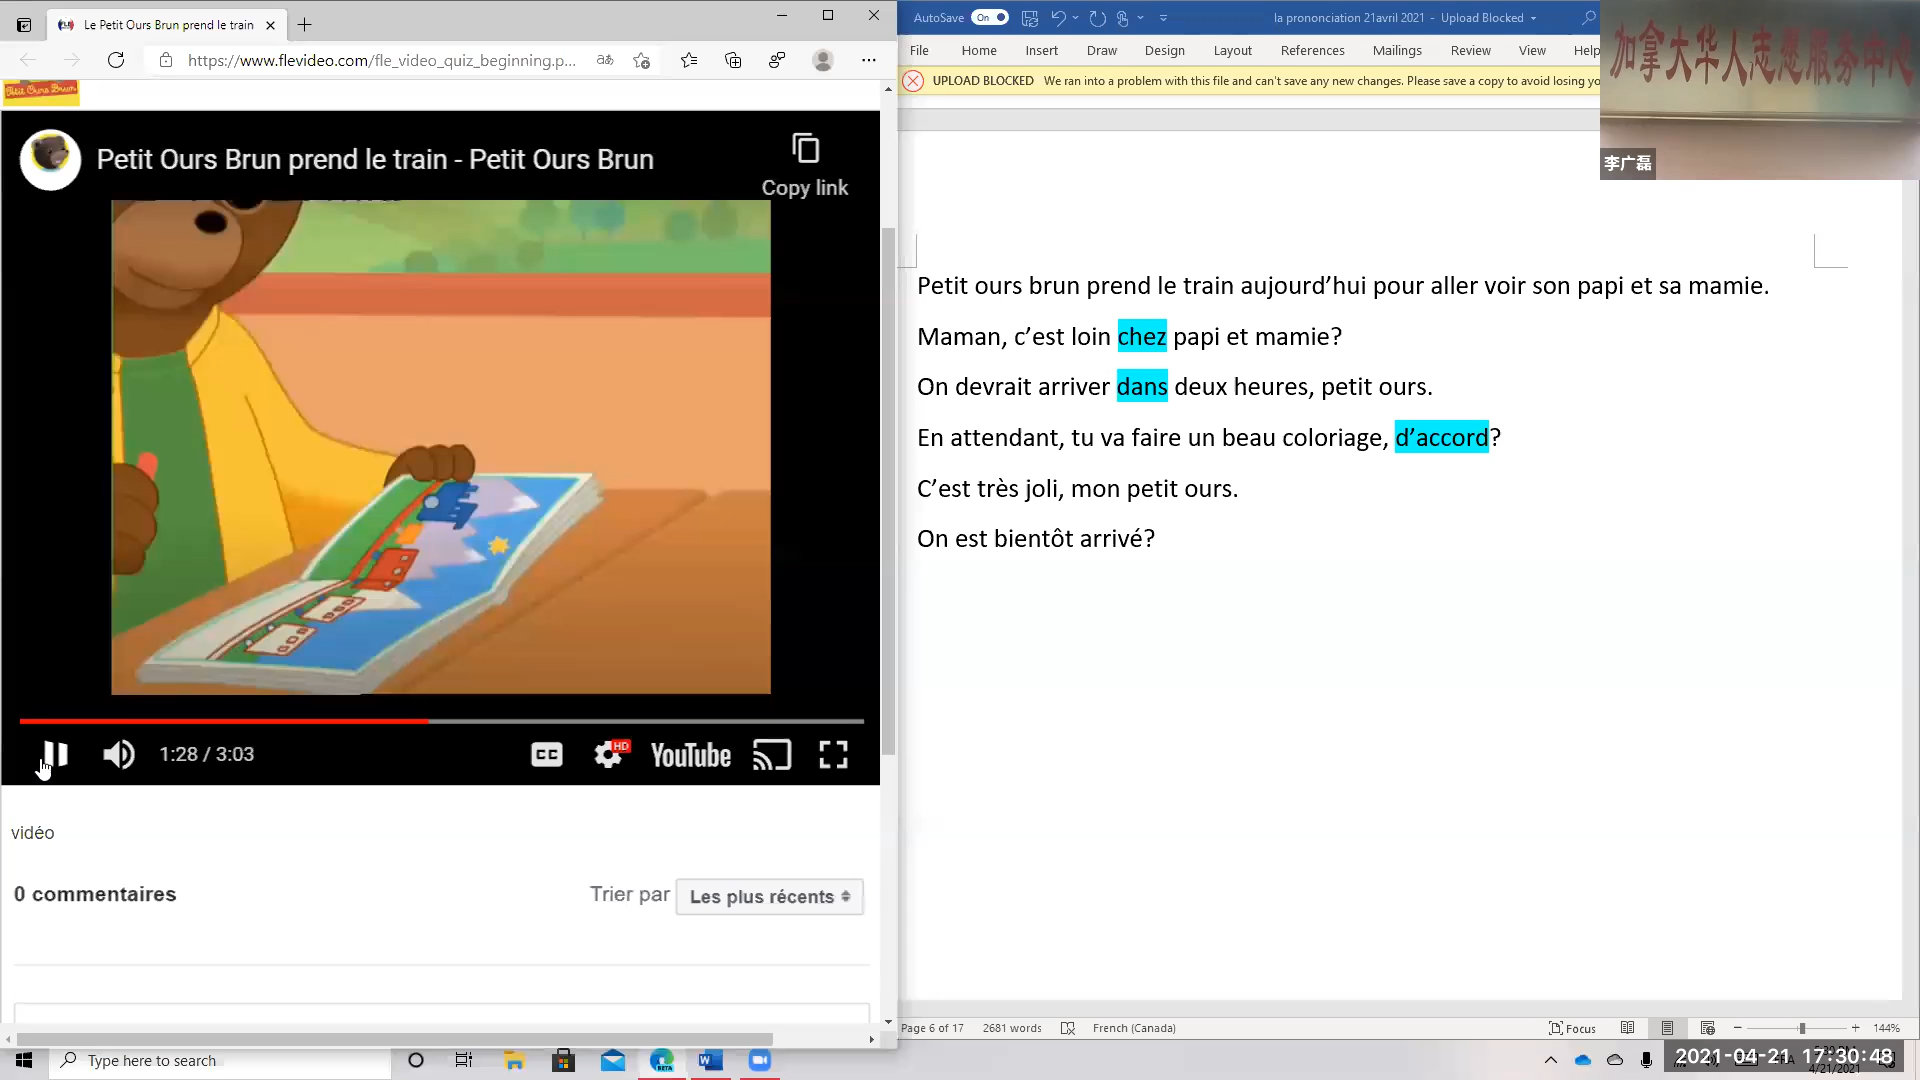 Le Petit Ours Brun prend le train
https://www.flevideo.com/fle_video_quiz_beginning.p...
Petit Ours Brun
Petit Ours Brun prend le train - Petit Ours Brun
Copy link
1:28 / 3:03
CC
HD
YouTube
vidéo
0 commentaires
Trier par
Les plus récents
AutoSave
On
la prononciation 21avril 2021 - Upload Blocked
File
Home
Insert
Draw
Design
Layout
References
Mailings
Review
View
Help
UPLOAD BLOCKED We ran into a problem with this file and can't save any new changes. Please save a copy to avoid losing yo
加拿大华人志愿服务中心
李广磊
Petit ours brun prend le train aujourd’hui pour aller voir son papi et sa mamie.
Maman, c’est loin chez papi et mamie?
On devrait arriver dans deux heures, petit ours.
En attendant, tu va faire un beau coloriage, d’accord?
C’est très joli, mon petit ours.
On est bientôt arrivé?
Page 6 of 17
2681 words
French (Canada)
Focus
144%
Type here to search
BETA
2021-04-21 17:30:48
4/21/2021